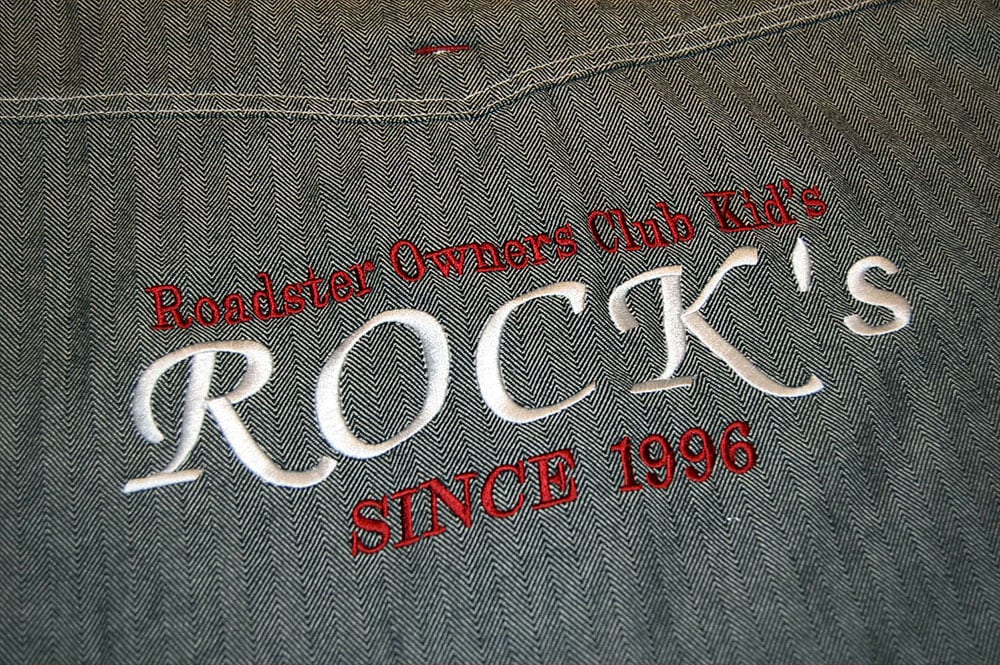 Roadster Owners Club Kid's
ROCK's
SINCE 1996